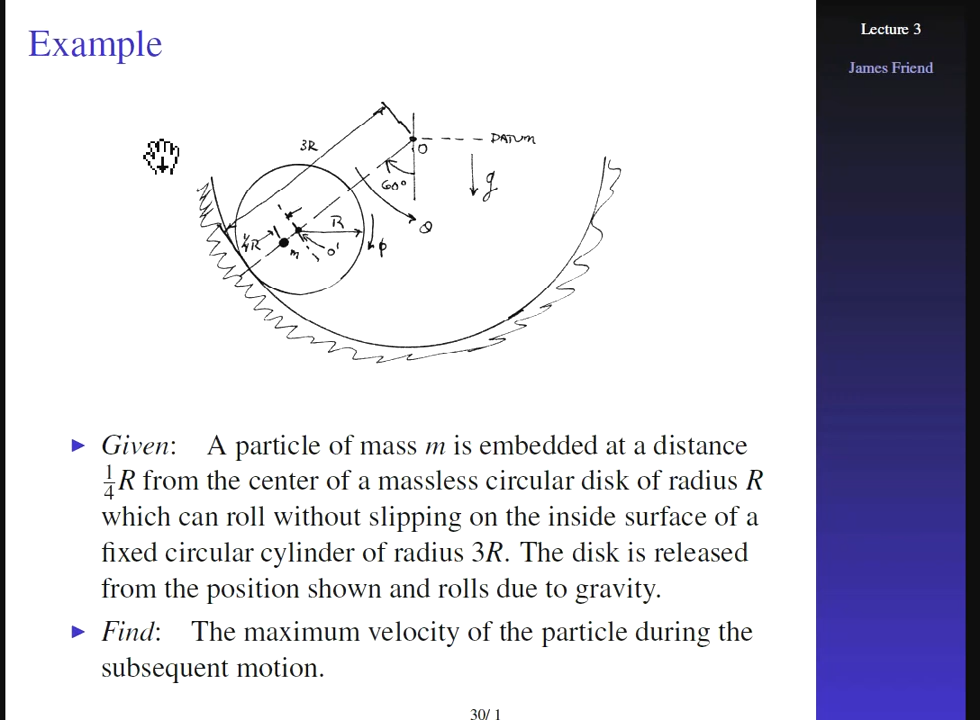 Example
Lecture 3
James Friend
3R
O
DATUM
g
60°
θ
R
¼R
m
O'
φ
▶ Given: A particle of mass m is embedded at a distance
¼R from the center of a massless circular disk of radius R
which can roll without slipping on the inside surface of a
fixed circular cylinder of radius 3R. The disk is released
from the position shown and rolls due to gravity.
▶ Find: The maximum velocity of the particle during the
subsequent motion.
30/ 1